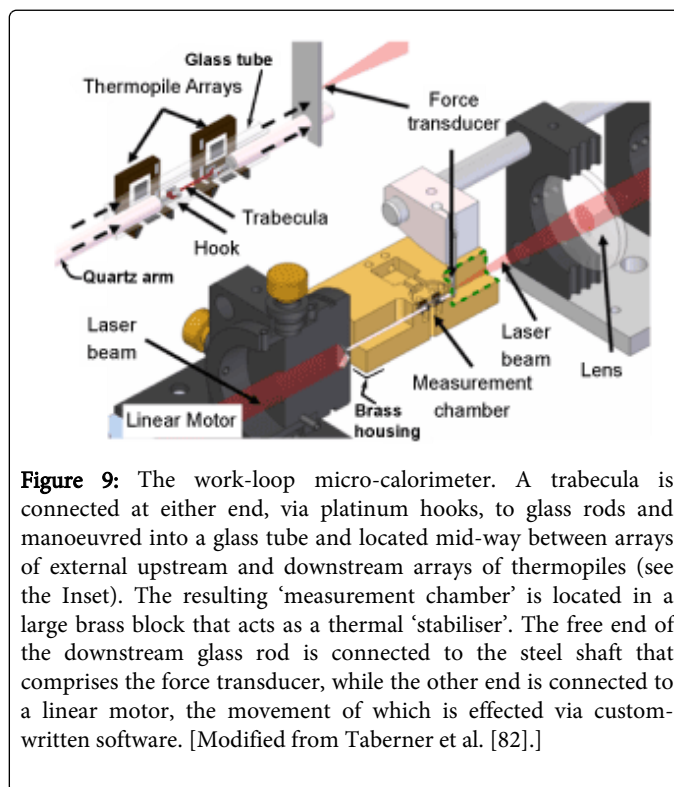 Glass tube
Thermopile Arrays
Force
transducer
Trabecula
Hook
Quartz arm
Laser
beam
Laser
beam
Lens
Measurement
chamber
Linear Motor
Brass
housing
Figure 9: The work-loop micro-calorimeter. A trabecula is
connected at either end, via platinum hooks, to glass rods and
manoeuvred into a glass tube and located mid-way between arrays
of external upstream and downstream arrays of thermopiles (see
the Inset). The resulting ‘measurement chamber’ is located in a
large brass block that acts as a thermal ‘stabiliser’. The free end of
the downstream glass rod is connected to the steel shaft that
comprises the force transducer, while the other end is connected to
a linear motor, the movement of which is effected via custom-
written software. [Modified from Taberner et al. [82].]